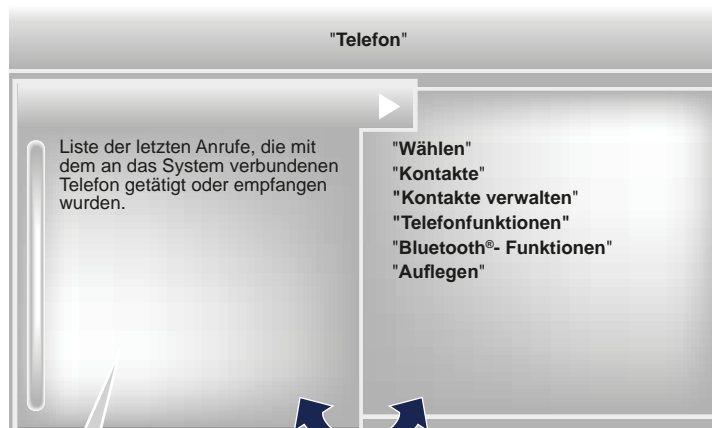 "Telefon"
Liste der letzten Anrufe, die mit
dem an das System verbundenen
Telefon getätigt oder empfangen
wurden.
"Wählen"
"Kontakte"
"Kontakte verwalten"
"Telefonfunktionen"
"Bluetooth®- Funktionen"
"Auflegen"